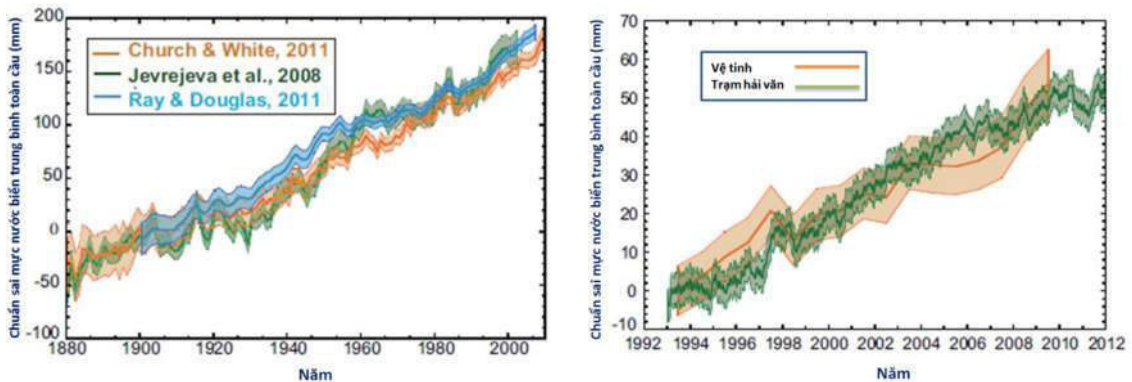 Chuẩn sai mực nước biển trung bình toàn cầu (mm)
200
150
100
50
0
-50
-100
Church & White, 2011
Jevrejeva et al., 2008
Ray & Douglas, 2011
1880 1900 1920 1940 1960 1980 2000
Năm
Chuẩn sai mực nước biển trung bình toàn cầu (mm)
70
60
50
40
30
20
10
0
-10
Vệ tinh
Trạm hải văn
1992 1994 1996 1998 2000 2002 2004 2006 2008 2010 2012
Năm